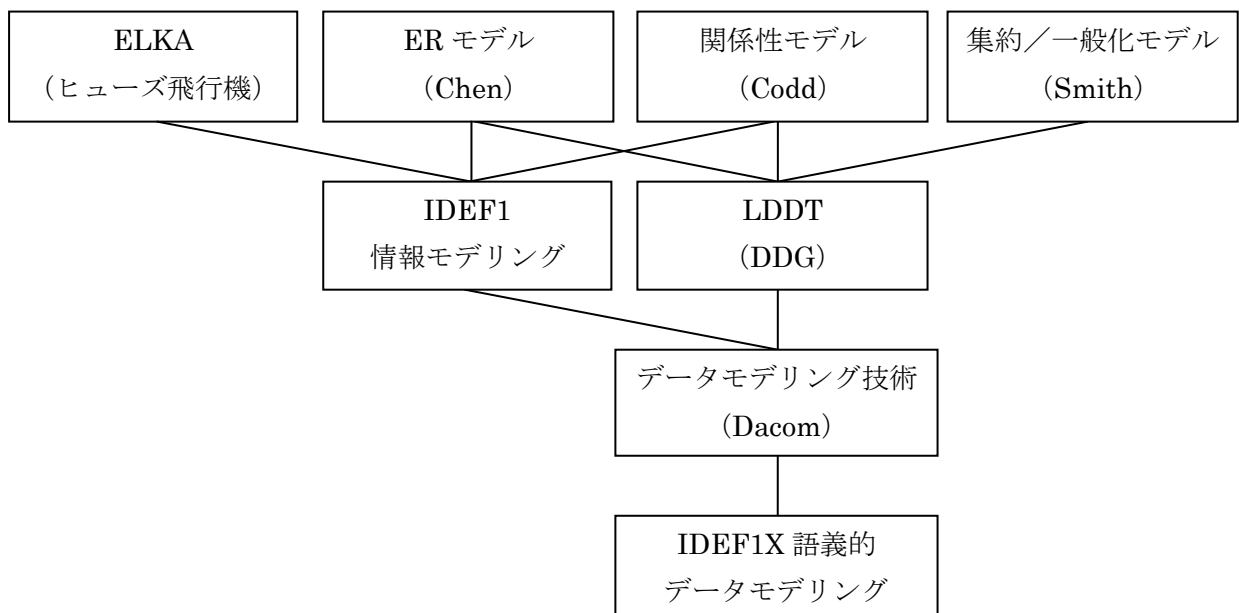 ELKA
（ヒューズ飛行機）
ER モデル
（Chen）
関係性モデル
（Codd）
集約／一般化モデル
（Smith）
IDEF1
情報モデリング
LDDT
（DDG）
データモデリング技術
（Dacom）
IDEF1X 語義的
データモデリング